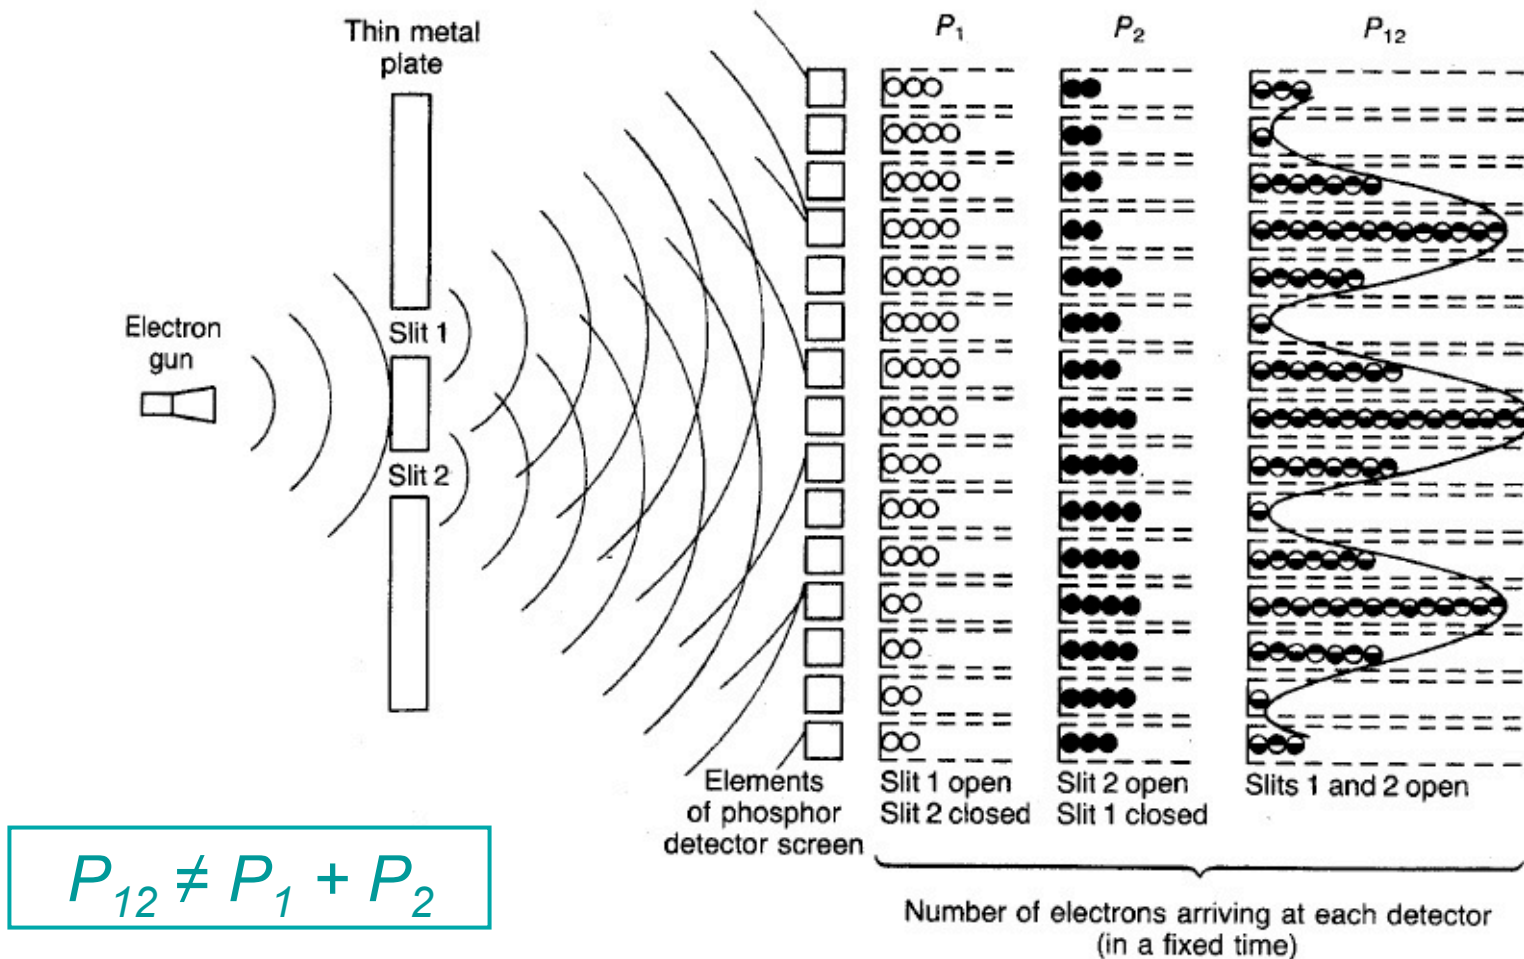 Thin metal
plate
P1
P2
P12
Electron
gun
Slit 1
Slit 2
Elements
of phosphor
detector screen
Slit 1 open
Slit 2 closed
Slit 2 open
Slit 1 closed
Slits 1 and 2 open
P12 ≠ P1 + P2
Number of electrons arriving at each detector
(in a fixed time)